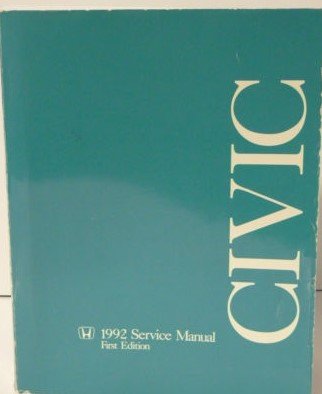 CIVIC
1992 Service Manual
First Edition